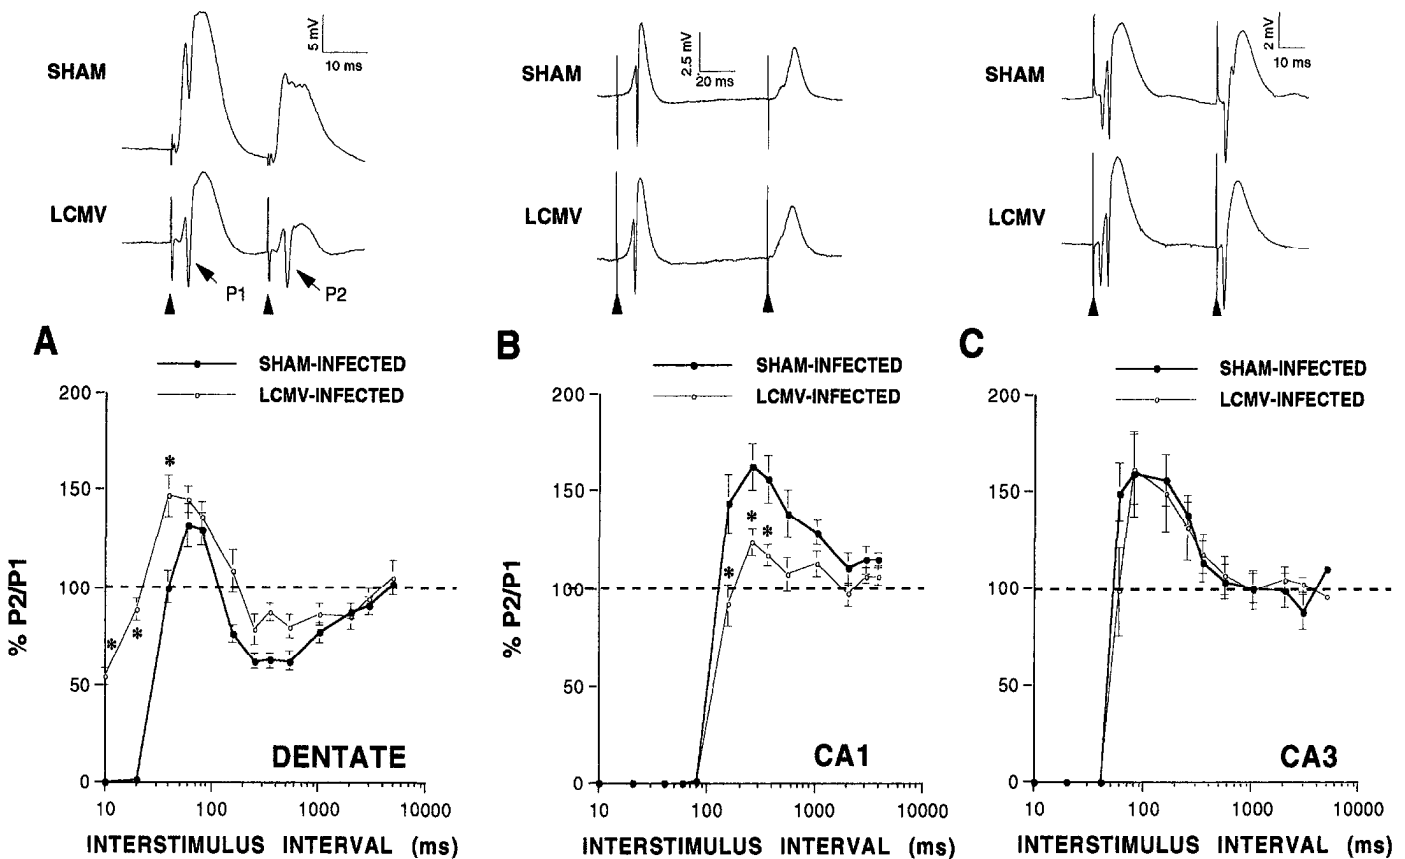 SHAM
5 mV
10 ms
LCMV
P1
P2
SHAM
2.5 mV
20 ms
LCMV
SHAM
2 mV
10 ms
LCMV
A
SHAM-INFECTED
LCMV-INFECTED
200
150
100
50
0
% P2/P1
*
*
*
DENTATE
10 100 1000 10000
INTERSTIMULUS INTERVAL (ms)
B
SHAM-INFECTED
LCMV-INFECTED
200
150
100
50
0
% P2/P1
*
*
*
CA1
10 100 1000 10000
INTERSTIMULUS INTERVAL (ms)
C
SHAM-INFECTED
LCMV-INFECTED
200
150
100
50
0
CA3
10 100 1000 10000
INTERSTIMULUS INTERVAL (ms)